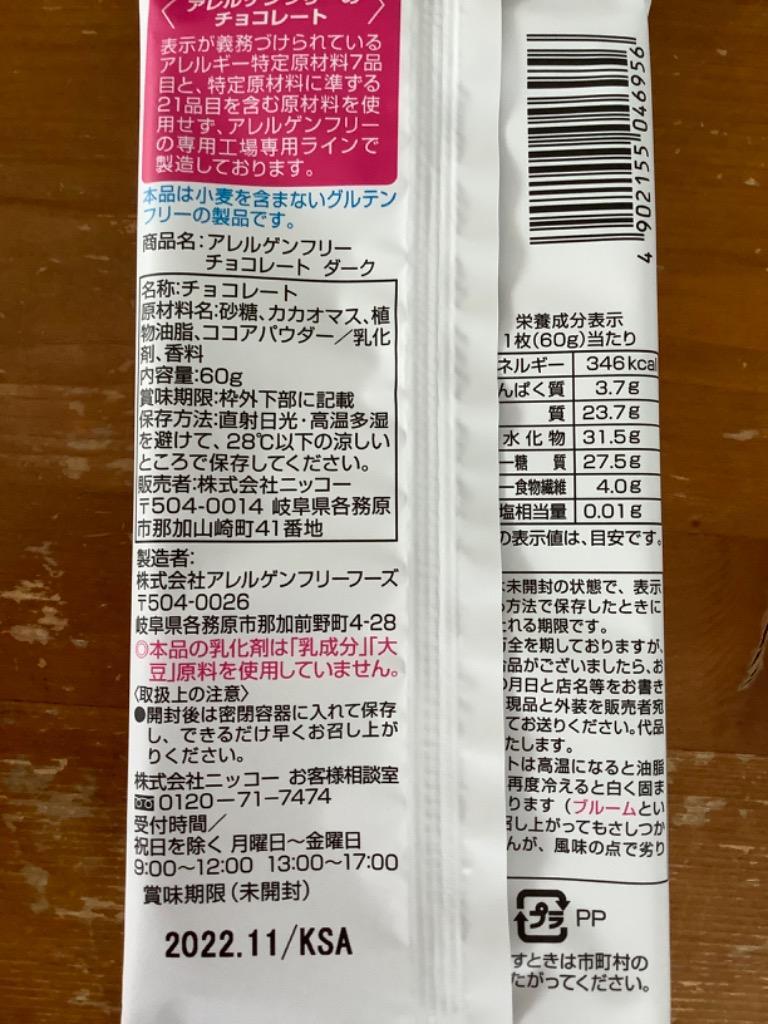 アレルゲンフリーの
チョコレート
表示が義務づけられている
アレルギー特定原材料7品
目と、特定原材料に準ずる
21品目を含む原材料を使
用せず、アレルゲンフリー
の専用工場専用ラインで
製造しております。
本品は小麦を含まないグルテン
フリーの製品です。
商品名：アレルゲンフリー
チョコレート ダーク
名称：チョコレート
原材料名：砂糖、カカオマス、植
物油脂、ココアパウダー／乳化
剤、香料
内容量：60g
賞味期限：枠外下部に記載
保存方法：直射日光・高温多湿
を避けて、28℃以下の涼しい
ところで保存してください。
販売者：株式会社ニッコー
〒504-0014 岐阜県各務原
市那加山崎町41番地
製造者：
株式会社アレルゲンフリーフーズ
〒504-0026
岐阜県各務原市那加前野町4-28
◎本品の乳化剤は「乳成分」「大
豆」原料を使用していません。
〈取扱上の注意〉
●開封後は密閉容器に入れて保存
し、できるだけ早くお召し上が
りください。
株式会社ニッコー お客様相談室
0120－71－7474
受付時間／
祝日を除く 月曜日～金曜日
9:00～12:00 13:00～17:00
賞味期限（未開封）
2022.11/KSA
4 902155 046956
栄養成分表示
1枚(60g)当たり
ネルギー 346kcal
んぱく質 3.7g
質 23.7g
水化物 31.5g
－糖質 27.5g
－食物繊維 4.0g
塩相当量 0.01g
の表示値は、目安です。
未開封の状態で、表示
方法で保存したときに
れる期限です。
全を期しておりますが、
品がございましたら、お
月日と店名等をお書き
現品と外装を販売者宛
てお送りください。代品
たします。
トは高温になると油脂
再度冷えると白く固ま
ります（ブルームとい
召し上がってもさしつか
んが、風味の点で劣り
プラ PP
すときは市町村の
たがってください。